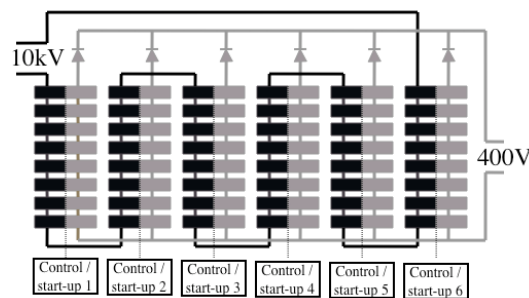 10kV
400V
Control /
start-up 1
Control /
start-up 2
Control /
start-up 3
Control /
start-up 4
Control /
start-up 5
Control /
start-up 6